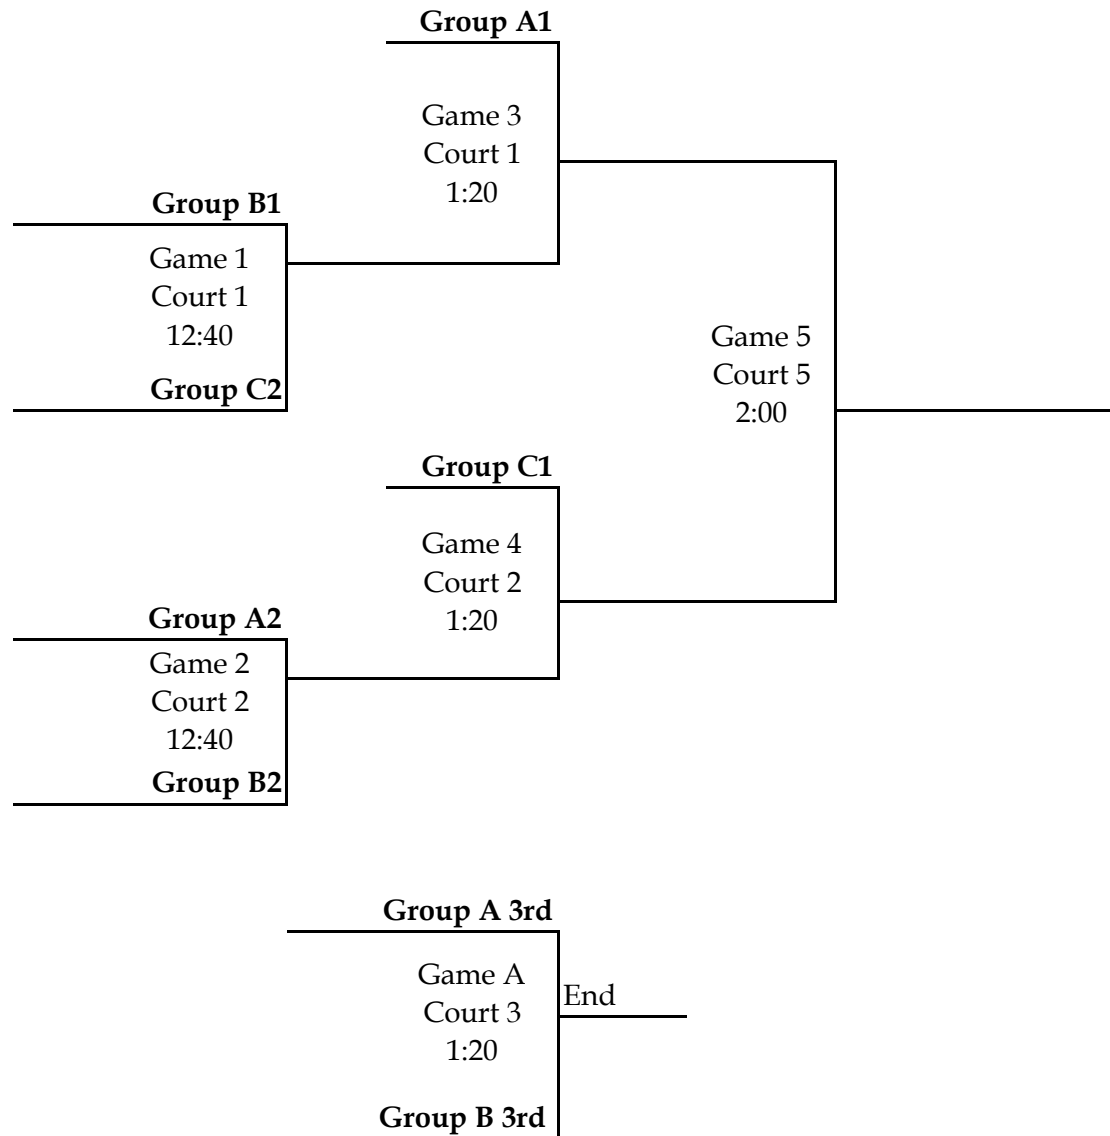 Group A1
Game 3
Court 1
1:20
Group B1
Game 1
Court 1
12:40
Group C2
Game 5
Court 5
2:00
Group C1
Game 4
Court 2
1:20
Group A2
Game 2
Court 2
12:40
Group B2
Group A 3rd
Game A
Court 3
1:20
End
Group B 3rd